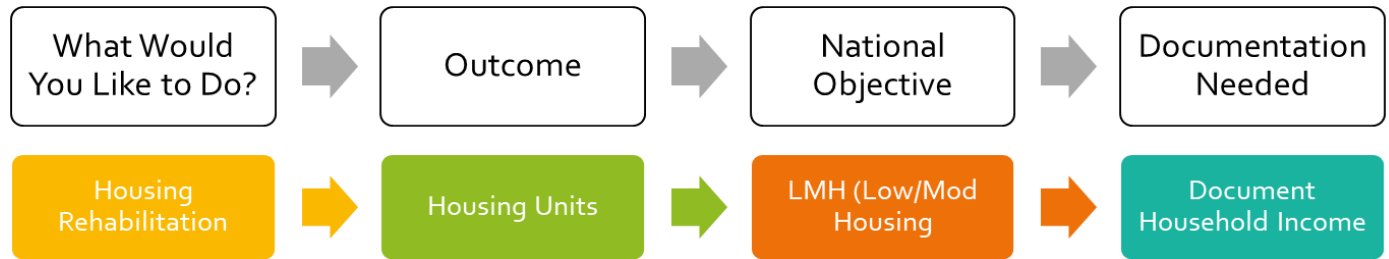 What Would
You Like to Do?
Outcome
National
Objective
Documentation
Needed
Housing
Rehabilitation
Housing Units
LMH (Low/Mod
Housing
Document
Household Income